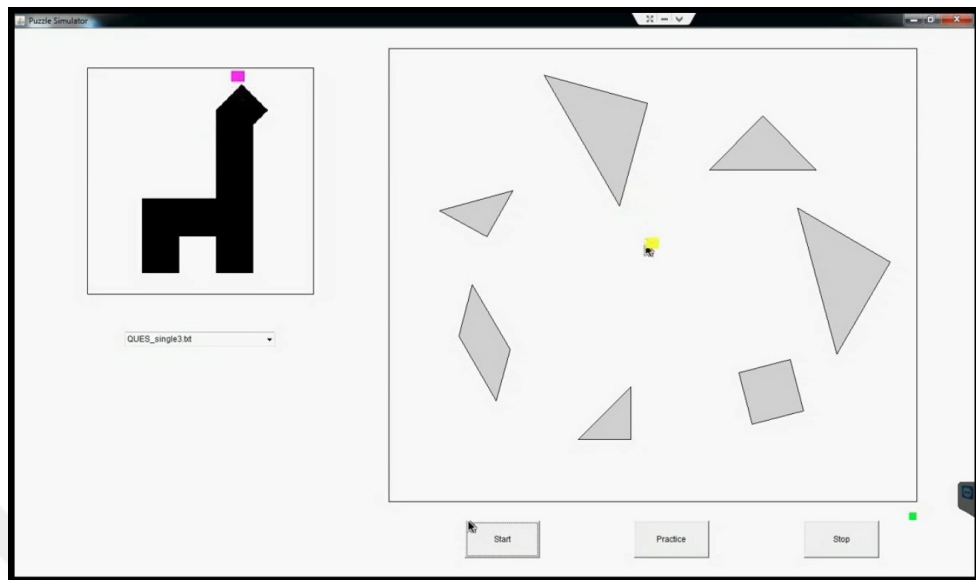 Puzzle Simulator
QUES_single3.txt
Start
Practice
Stop